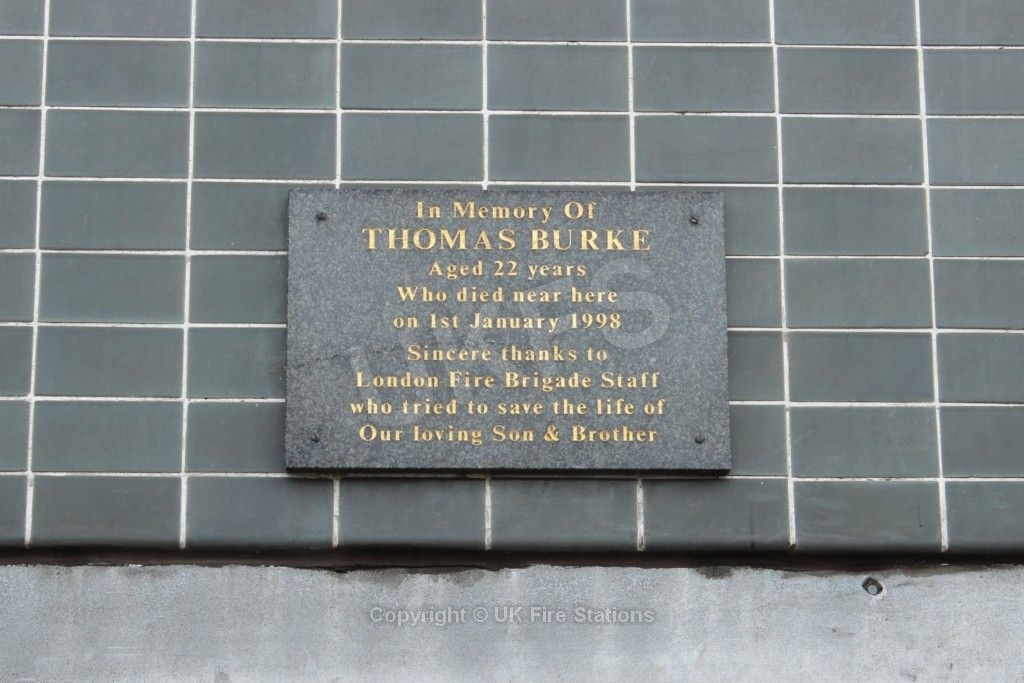 In Memory Of
THOMAS BURKE
Aged 22 years
Who died near here
on 1st January 1998
Sincere thanks to
London Fire Brigade Staff
who tried to save the life of
Our loving Son & Brother
Copyright © UK Fire Stations